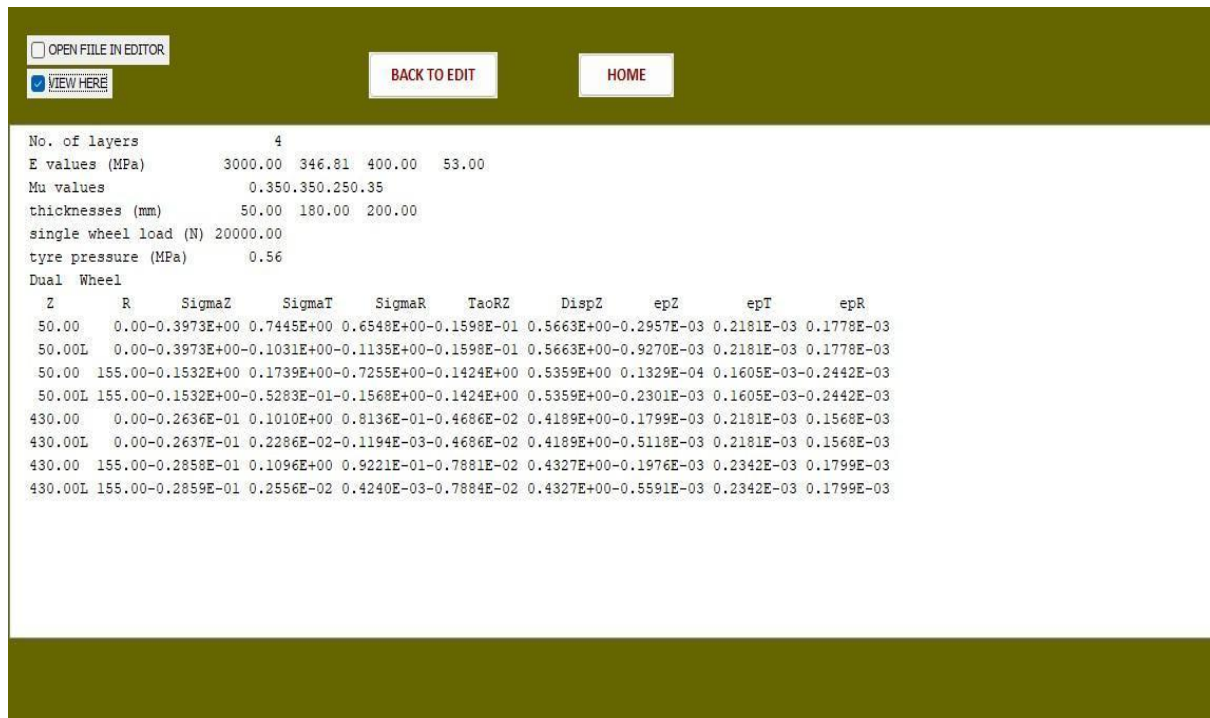 OPEN FIILE IN EDITOR
VIEW HERE
BACK TO EDIT
HOME
No. of layers 4
E values (MPa) 3000.00 346.81 400.00 53.00
Mu values 0.350.350.250.35
thicknesses (mm) 50.00 180.00 200.00
single wheel load (N) 20000.00
tyre pressure (MPa) 0.56
Dual Wheel
Z R SigmaZ SigmaT SigmaR TaoRZ DispZ epZ epT epR
50.00 0.00-0.3973E+00 0.7445E+00 0.6548E+00-0.1598E-01 0.5663E+00-0.2957E-03 0.2181E-03 0.1778E-03
50.00L 0.00-0.3973E+00-0.1031E+00-0.1135E+00-0.1598E-01 0.5663E+00-0.9270E-03 0.2181E-03 0.1778E-03
50.00 155.00-0.1532E+00 0.1739E+00-0.7255E+00-0.1424E+00 0.5359E+00 0.1329E-04 0.1605E-03-0.2442E-03
50.00L 155.00-0.1532E+00-0.5283E-01-0.1568E+00-0.1424E+00 0.5359E+00-0.2301E-03 0.1605E-03-0.2442E-03
430.00 0.00-0.2636E-01 0.1010E+00 0.8136E-01-0.4686E-02 0.4189E+00-0.1799E-03 0.2181E-03 0.1568E-03
430.00L 0.00-0.2637E-01 0.2286E-02-0.1194E-03-0.4686E-02 0.4189E+00-0.5118E-03 0.2181E-03 0.1568E-03
430.00 155.00-0.2858E-01 0.1096E+00 0.9221E-01-0.7881E-02 0.4327E+00-0.1976E-03 0.2342E-03 0.1799E-03
430.00L 155.00-0.2859E-01 0.2556E-02 0.4240E-03-0.7884E-02 0.4327E+00-0.5591E-03 0.2342E-03 0.1799E-03